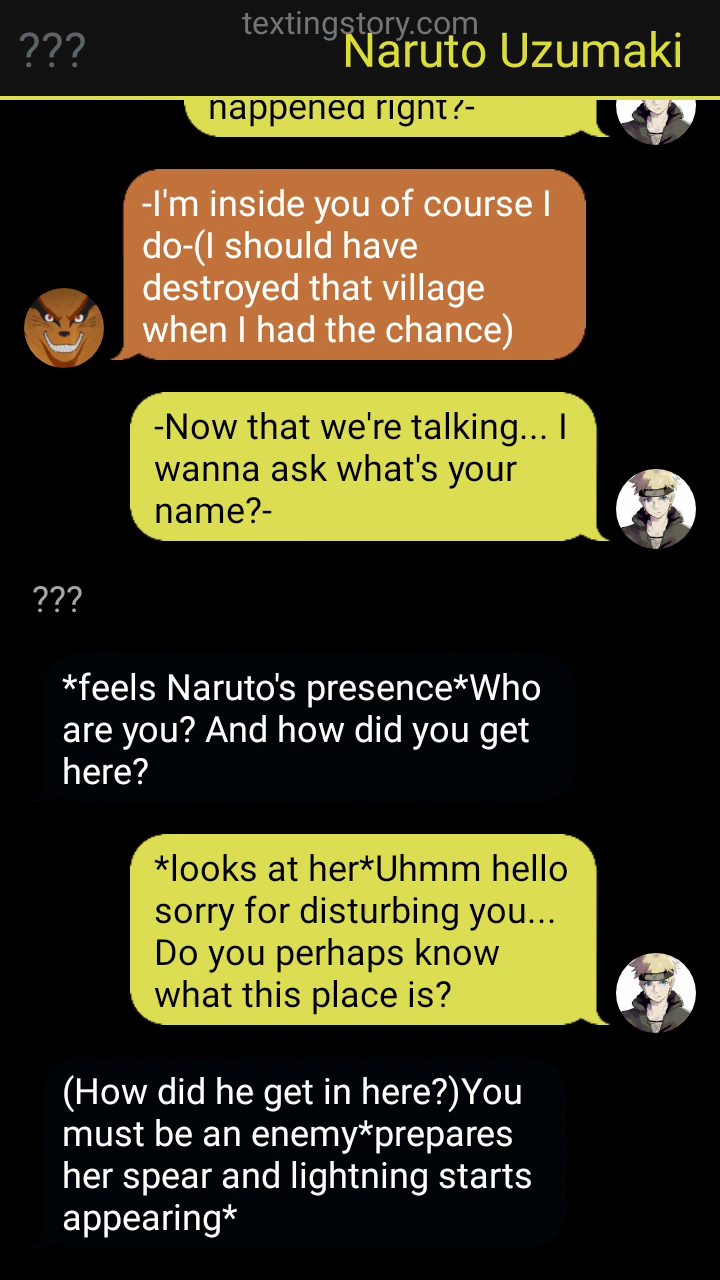 textingstory.com
??? Naruto Uzumaki
happened right?-
-I'm inside you of course I
do-(I should have
destroyed that village
when I had the chance)
-Now that we're talking... I
wanna ask what's your
name?-
???
*feels Naruto's presence*Who
are you? And how did you get
here?
*looks at her*Uhmm hello
sorry for disturbing you...
Do you perhaps know
what this place is?
(How did he get in here?)You
must be an enemy*prepares
her spear and lightning starts
appearing*